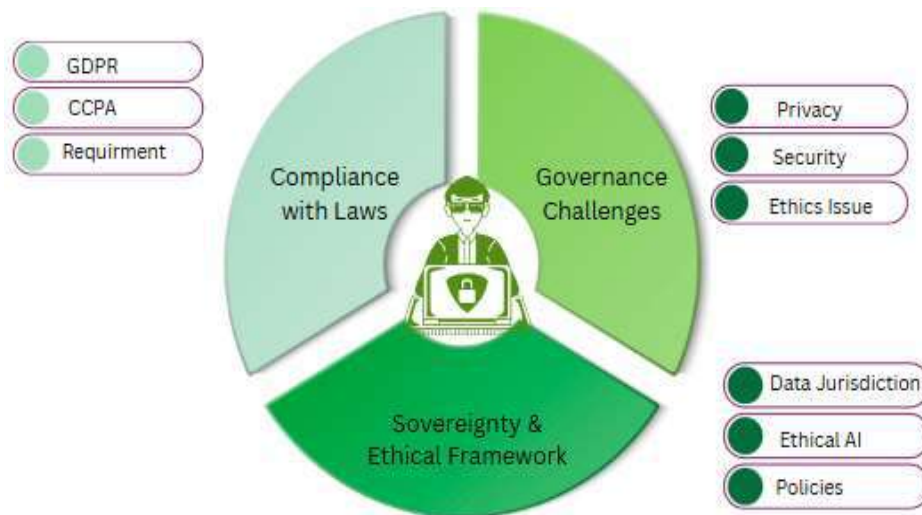 GDPR
CCPA
Requirment
Compliance
with Laws
Governance
Challenges
Privacy
Security
Ethics Issue
Sovereignty &
Ethical Framework
Data Jurisdiction
Ethical AI
Policies